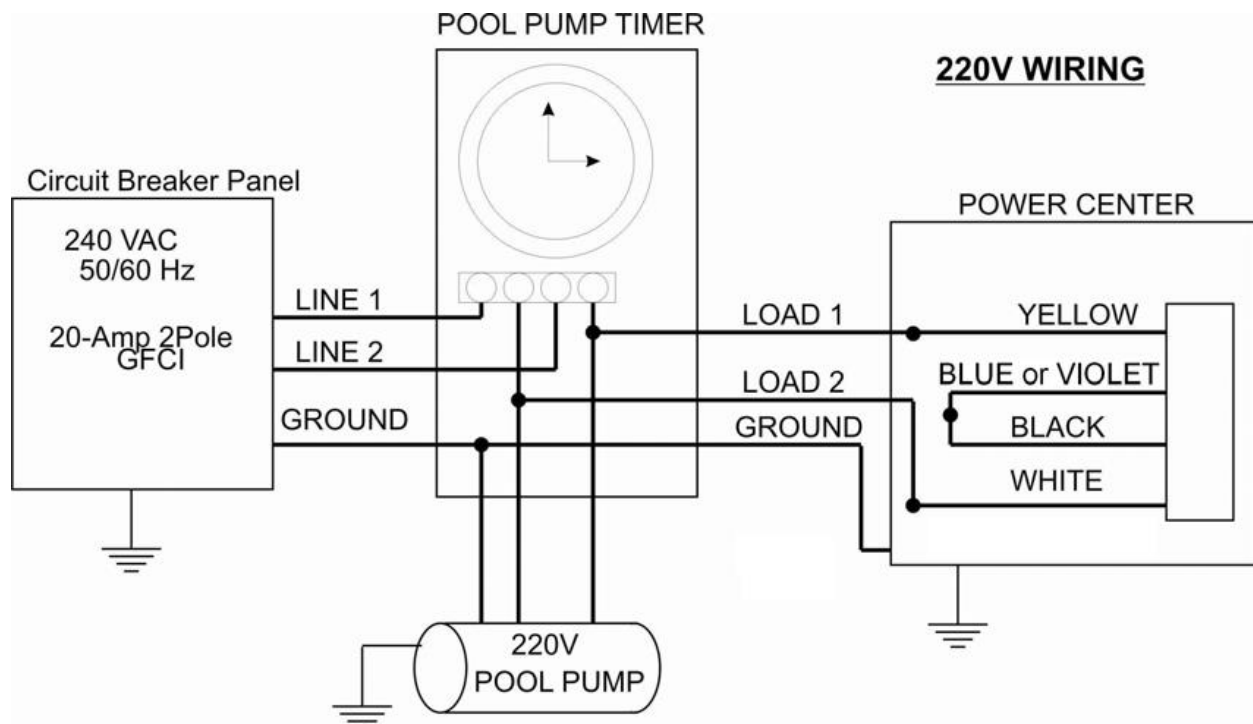 POOL PUMP TIMER
220V WIRING
Circuit Breaker Panel
240 VAC
50/60 Hz
20-Amp 2Pole
GFCI
LINE 1
LINE 2
GROUND
POWER CENTER
LOAD 1
YELLOW
BLUE or VIOLET
LOAD 2
GROUND
BLACK
WHITE
220V
POOL PUMP